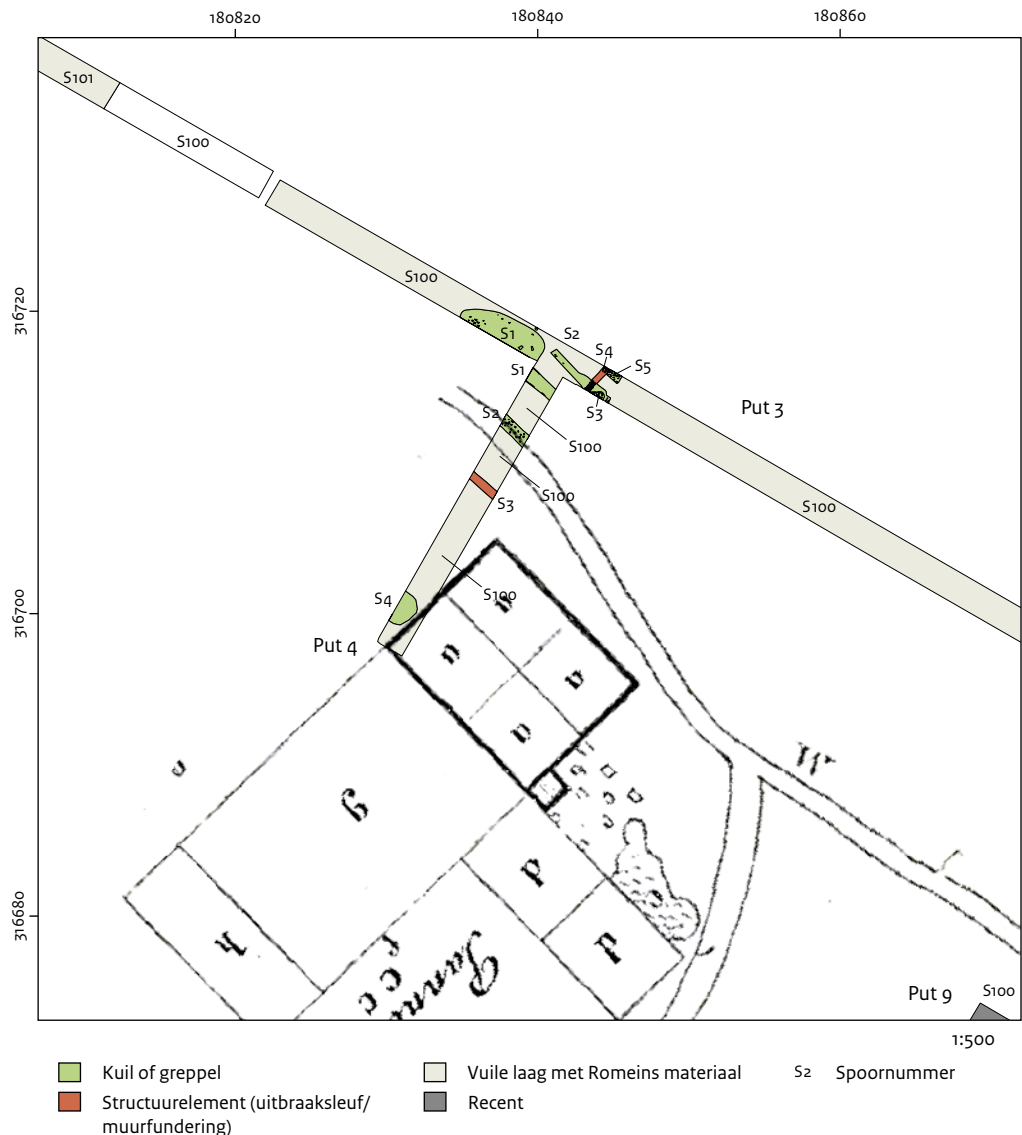 180820 180840 180860
S101
S100
S100
316720
S1
S2
S4
S5
S1
S3
Put 3
S2
S100
S100
S3
S100
S100
316700
S4
Put 4
W
g
d
h
d
316680
Put 9
S100
1:500
Kuil of greppel
Structuurelement (uitbraaksleuf/
muurfundering)
Vuile laag met Romeins materiaal
Recent
S2 Spoornummer